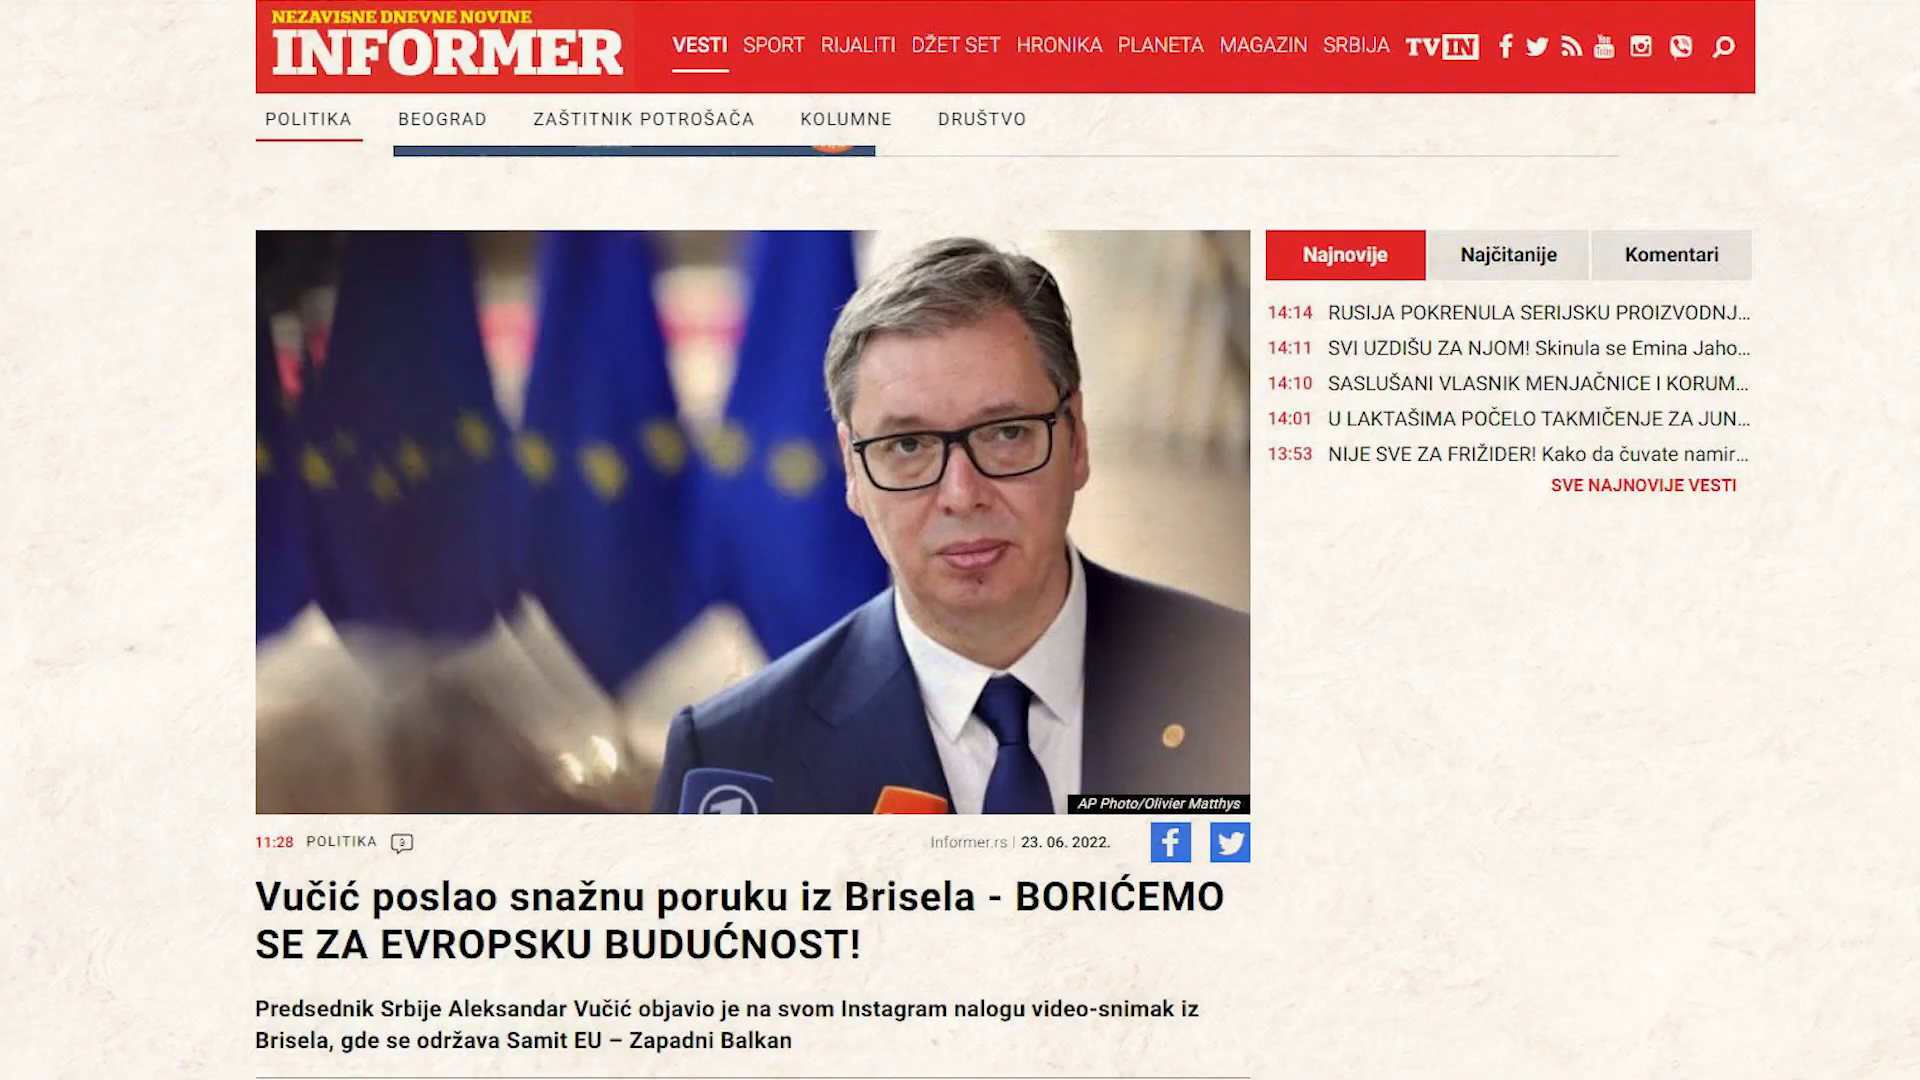 NEZAVISNE DNEVNE NOVINE
INFORMER
VESTI SPORT RIJALITI DŽET SET HRONIKA PLANETA MAGAZIN SRBIJA TV IN
POLITIKA BEOGRAD ZAŠTITNIK POTROŠAČA KOLUMNE DRUŠTVO
AP Photo/Olivier Matthys
11:28 POLITIKA 3 Informer.rs | 23. 06. 2022.
Vučić poslao snažnu poruku iz Brisela - BORIĆEMO
SE ZA EVROPSKU BUDUĆNOST!
Predsednik Srbije Aleksandar Vučić objavio je na svom Instagram nalogu video-snimak iz
Brisela, gde se održava Samit EU – Zapadni Balkan
Najnovije Najčitanije Komentari
14:14 RUSIJA POKRENULA SERIJSKU PROIZVODNJ...
14:11 SVI UZDIŠU ZA NJOM! Skinula se Emina Jaho...
14:10 SASLUŠANI VLASNIK MENJAČNICE I KORUM...
14:01 U LAKTAŠIMA POČELO TAKMIČENJE ZA JUN...
13:53 NIJE SVE ZA FRIŽIDER! Kako da čuvate namir...
SVE NAJNOVIJE VESTI